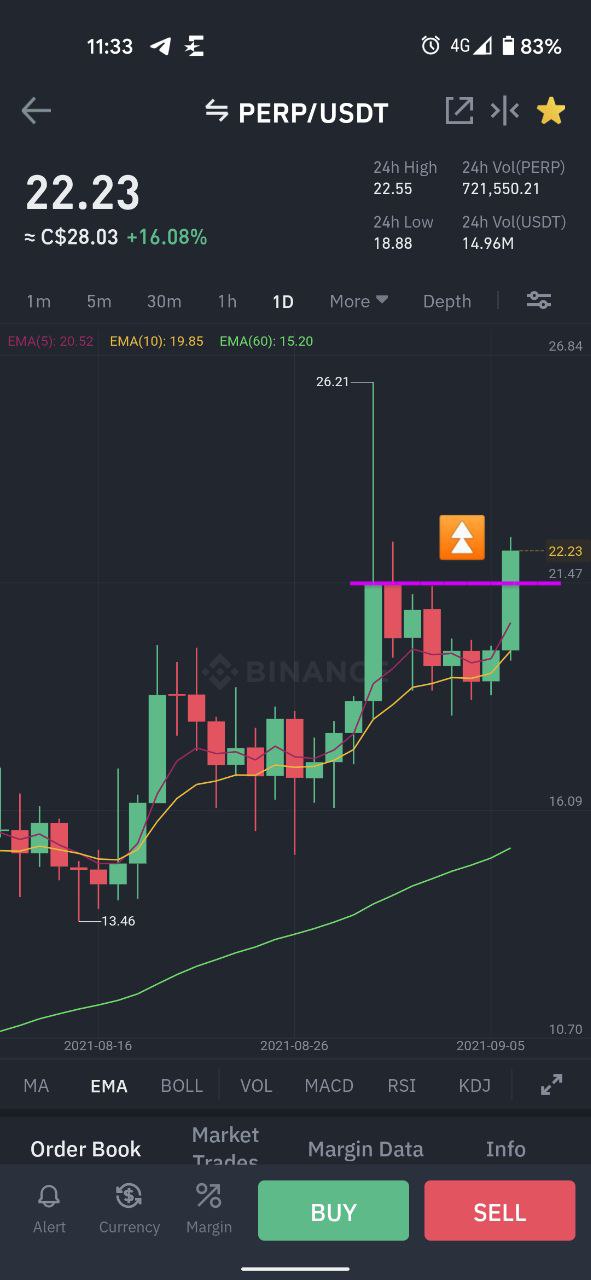 11:33 4G 83%
PERP/USDT
22.23
≈ C$28.03 +16.08%
24h High
22.55
24h Vol(PERP)
721,550.21
24h Low
18.88
24h Vol(USDT)
14.96M
1m 5m 30m 1h 1D More Depth
EMA(5): 20.52 EMA(10): 19.85 EMA(60): 15.20
26.84
26.21
22.23
21.47
BINANCE
16.09
13.46
10.70
2021-08-16 2021-08-26 2021-09-05
MA EMA BOLL VOL MACD RSI KDJ
Order Book Market Trades Margin Data Info
Alert Currency Margin BUY SELL